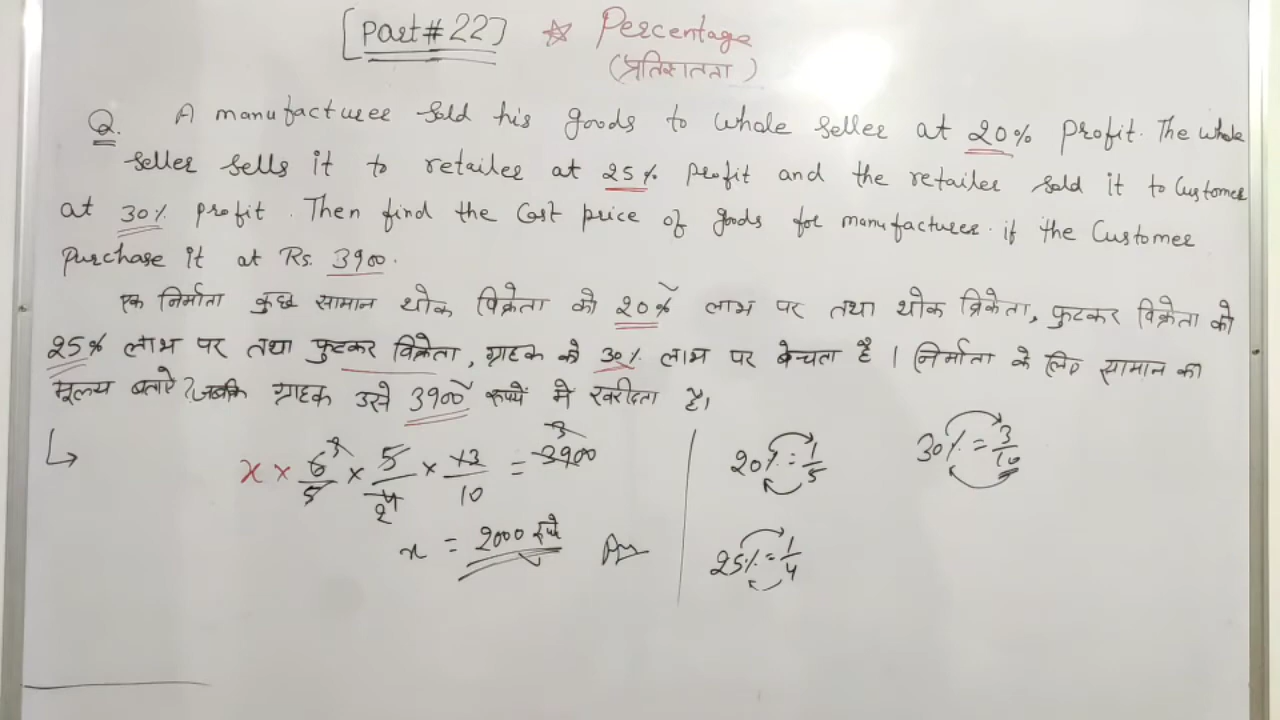 [Part# 22] ☆ Percentage
(प्रतिशतता)
Q. A manufacturer sold his goods to whole seller at 20% profit. The whole
seller sells it to retailer at 25% profit and the retailer sold it to Customer
at 30% profit. Then find the Cost price of goods for manufacturer. if the Customer
purchase it at Rs. 3900.
एक निर्माता कुछ सामान थोक विक्रेता को 20% लाभ पर तथा थोक विक्रेता, फुटकर विक्रेता को
25% लाभ पर तथा फुटकर विक्रेता, ग्राहक को 30% लाभ पर बेच्चता है। निर्माता के लिए सामान का
मूल्य बताऐ? जबकि ग्राहक उसे 3900 रूपयें मे खरीदता है।
x × 6/5 × 5/4 × 13/10 = 3900
3 2 3
x = 2000 रूपये Ans
20% = 1/5
30% = 3/10
25% = 1/4